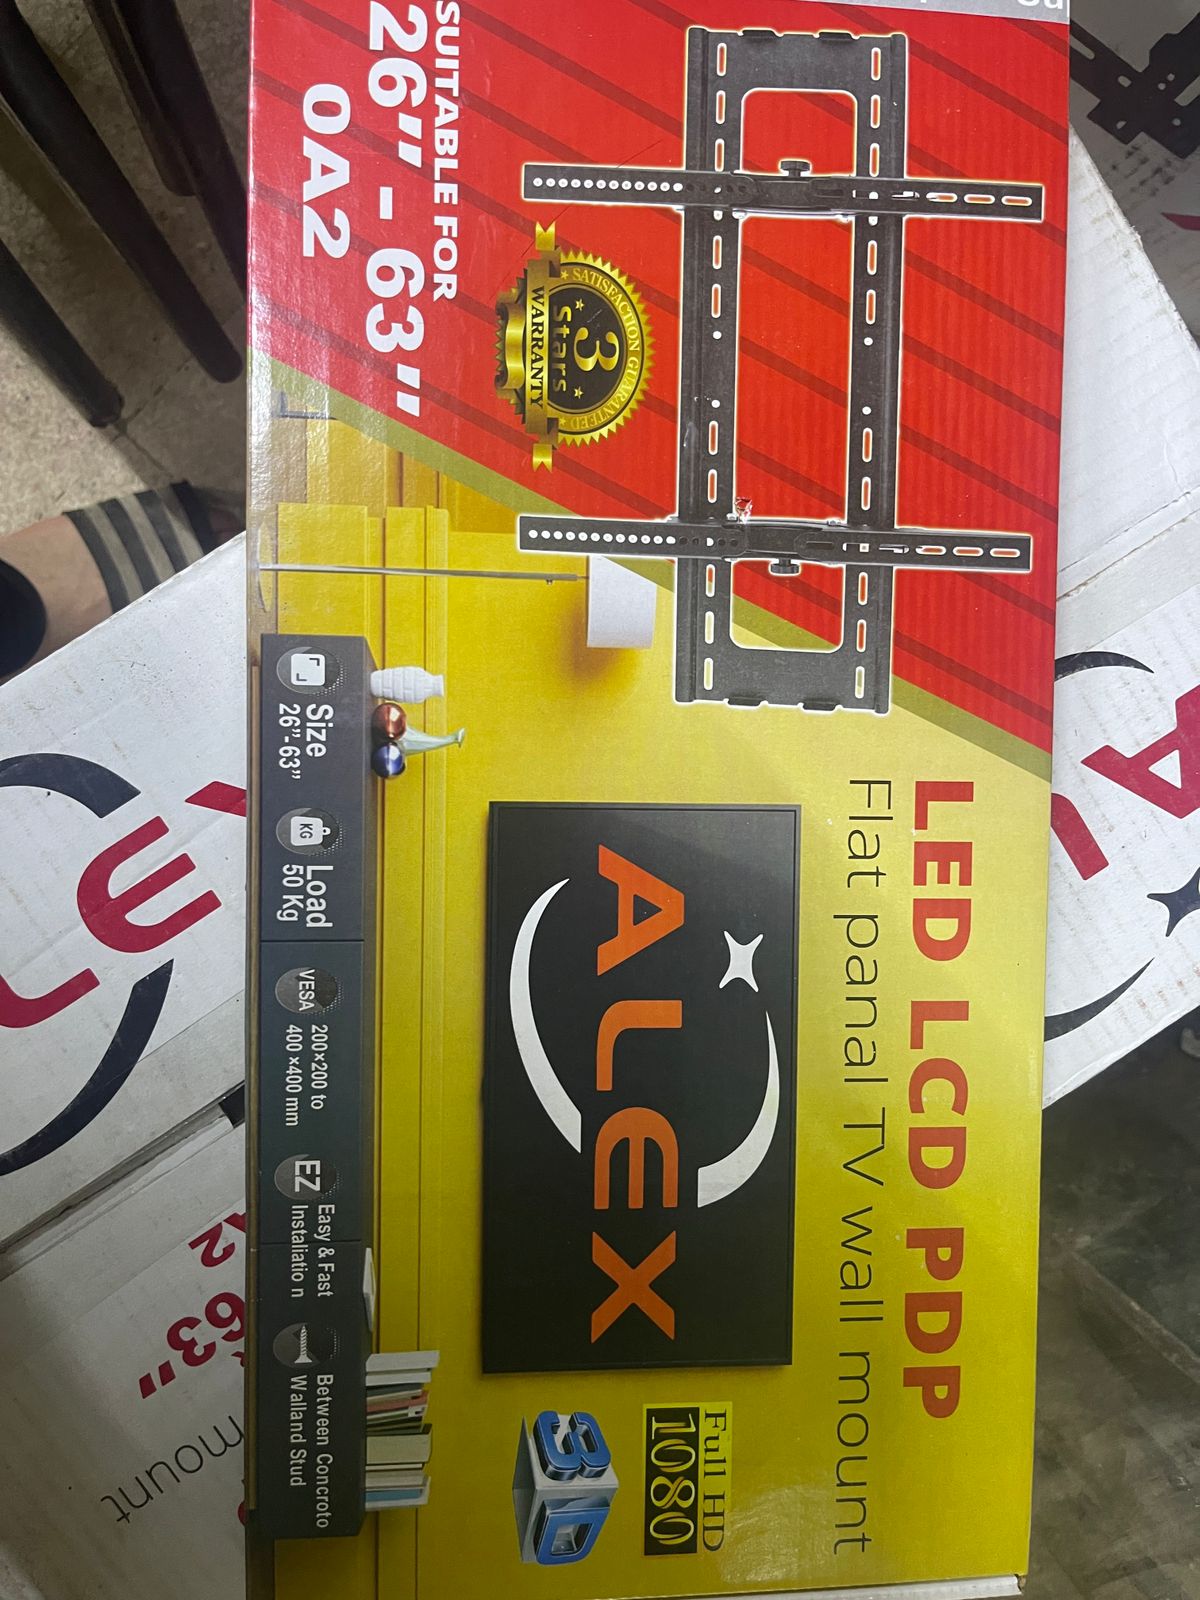 SUITABLE FOR
26" - 63"
0A2
SATISFACTION GUARANTEED
3
Stars
WARRANTY
LED LCD PDP
Flat panal TV wall mount
ALEX
Full HD
1080
3D
Size
26"-63"
KG
Load
50 Kg
VESA
200×200 to
400 ×400 mm
EZ
Easy & Fast
Instaliatio n
Between Concroto
Walland Stud
63"
mount